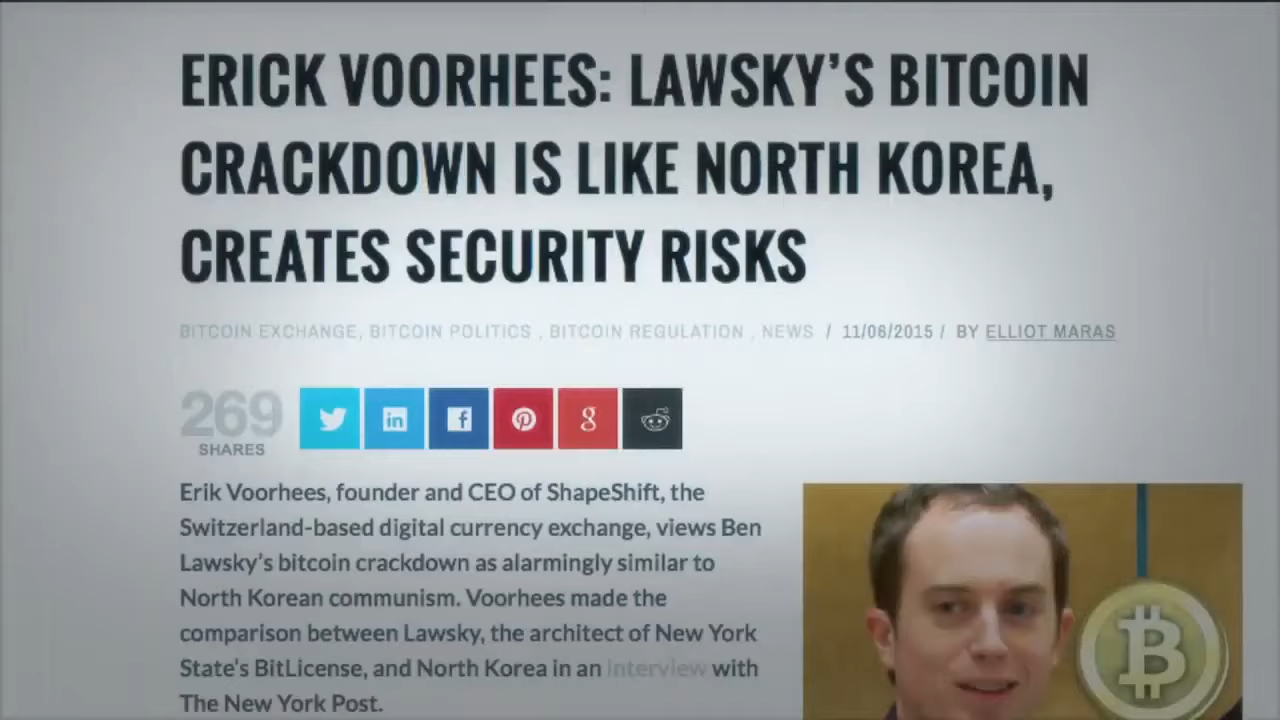 ERICK VOORHEES: LAWSKY’S BITCOIN
CRACKDOWN IS LIKE NORTH KOREA,
CREATES SECURITY RISKS
BITCOIN EXCHANGE, BITCOIN POLITICS , BITCOIN REGULATION , NEWS / 11/06/2015 / BY ELLIOT MARAS
269
SHARES
Erik Voorhees, founder and CEO of ShapeShift, the
Switzerland-based digital currency exchange, views Ben
Lawsky’s bitcoin crackdown as alarmingly similar to
North Korean communism. Voorhees made the
comparison between Lawsky, the architect of New York
State’s BitLicense, and North Korea in an interview with
The New York Post.